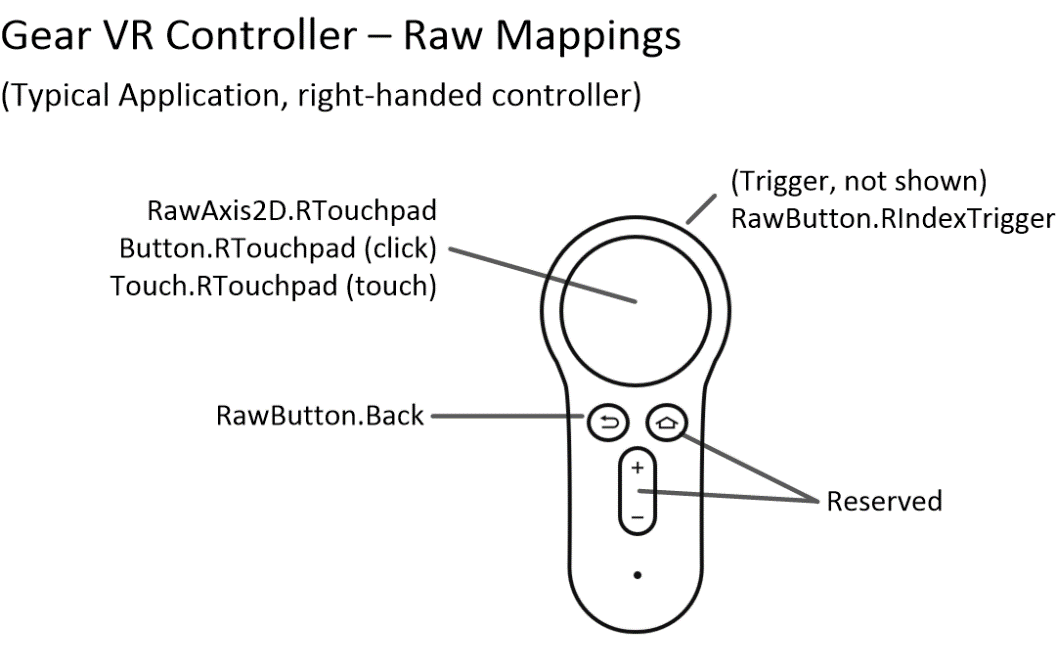 Gear VR Controller – Raw Mappings
(Typical Application, right-handed controller)
(Trigger, not shown)
RawButton.RIndexTrigger
RawAxis2D.RTouchpad
Button.RTouchpad (click)
Touch.RTouchpad (touch)
RawButton.Back
+
–
Reserved